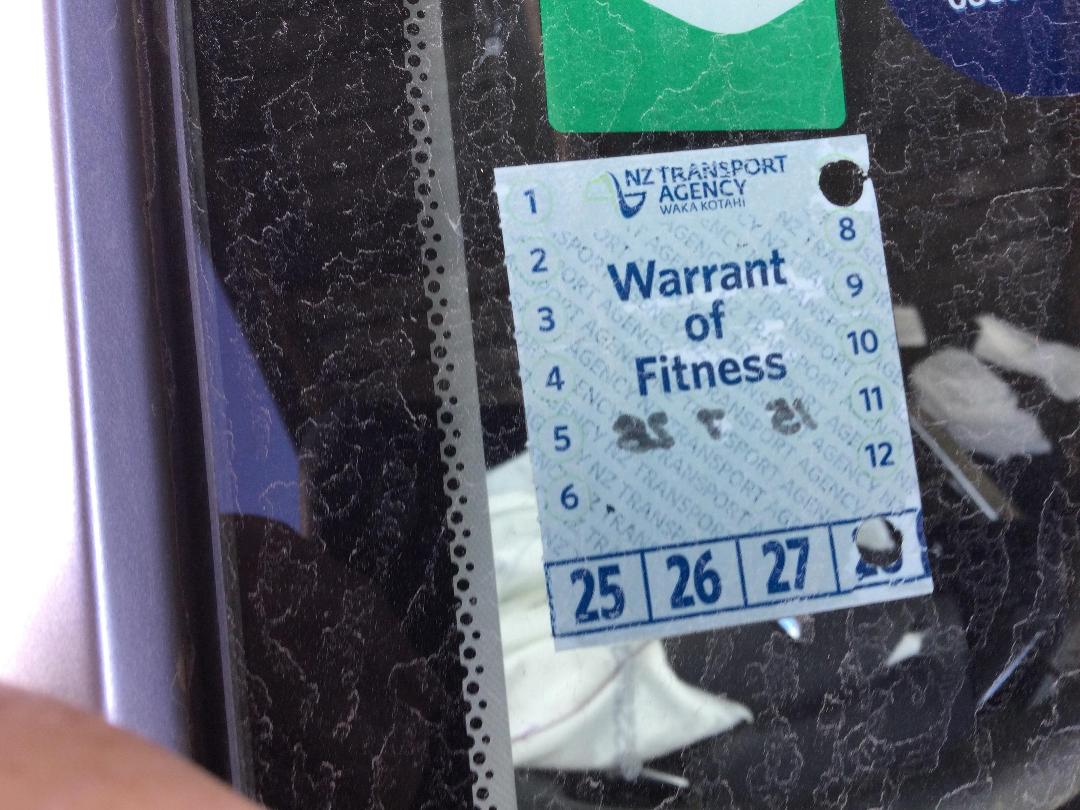 NZ TRANSPORT
AGENCY
WAKA KOTAHI
Warrant
of
Fitness
1
2
3
4
5
6
8
9
10
11
12
25 26 27 28